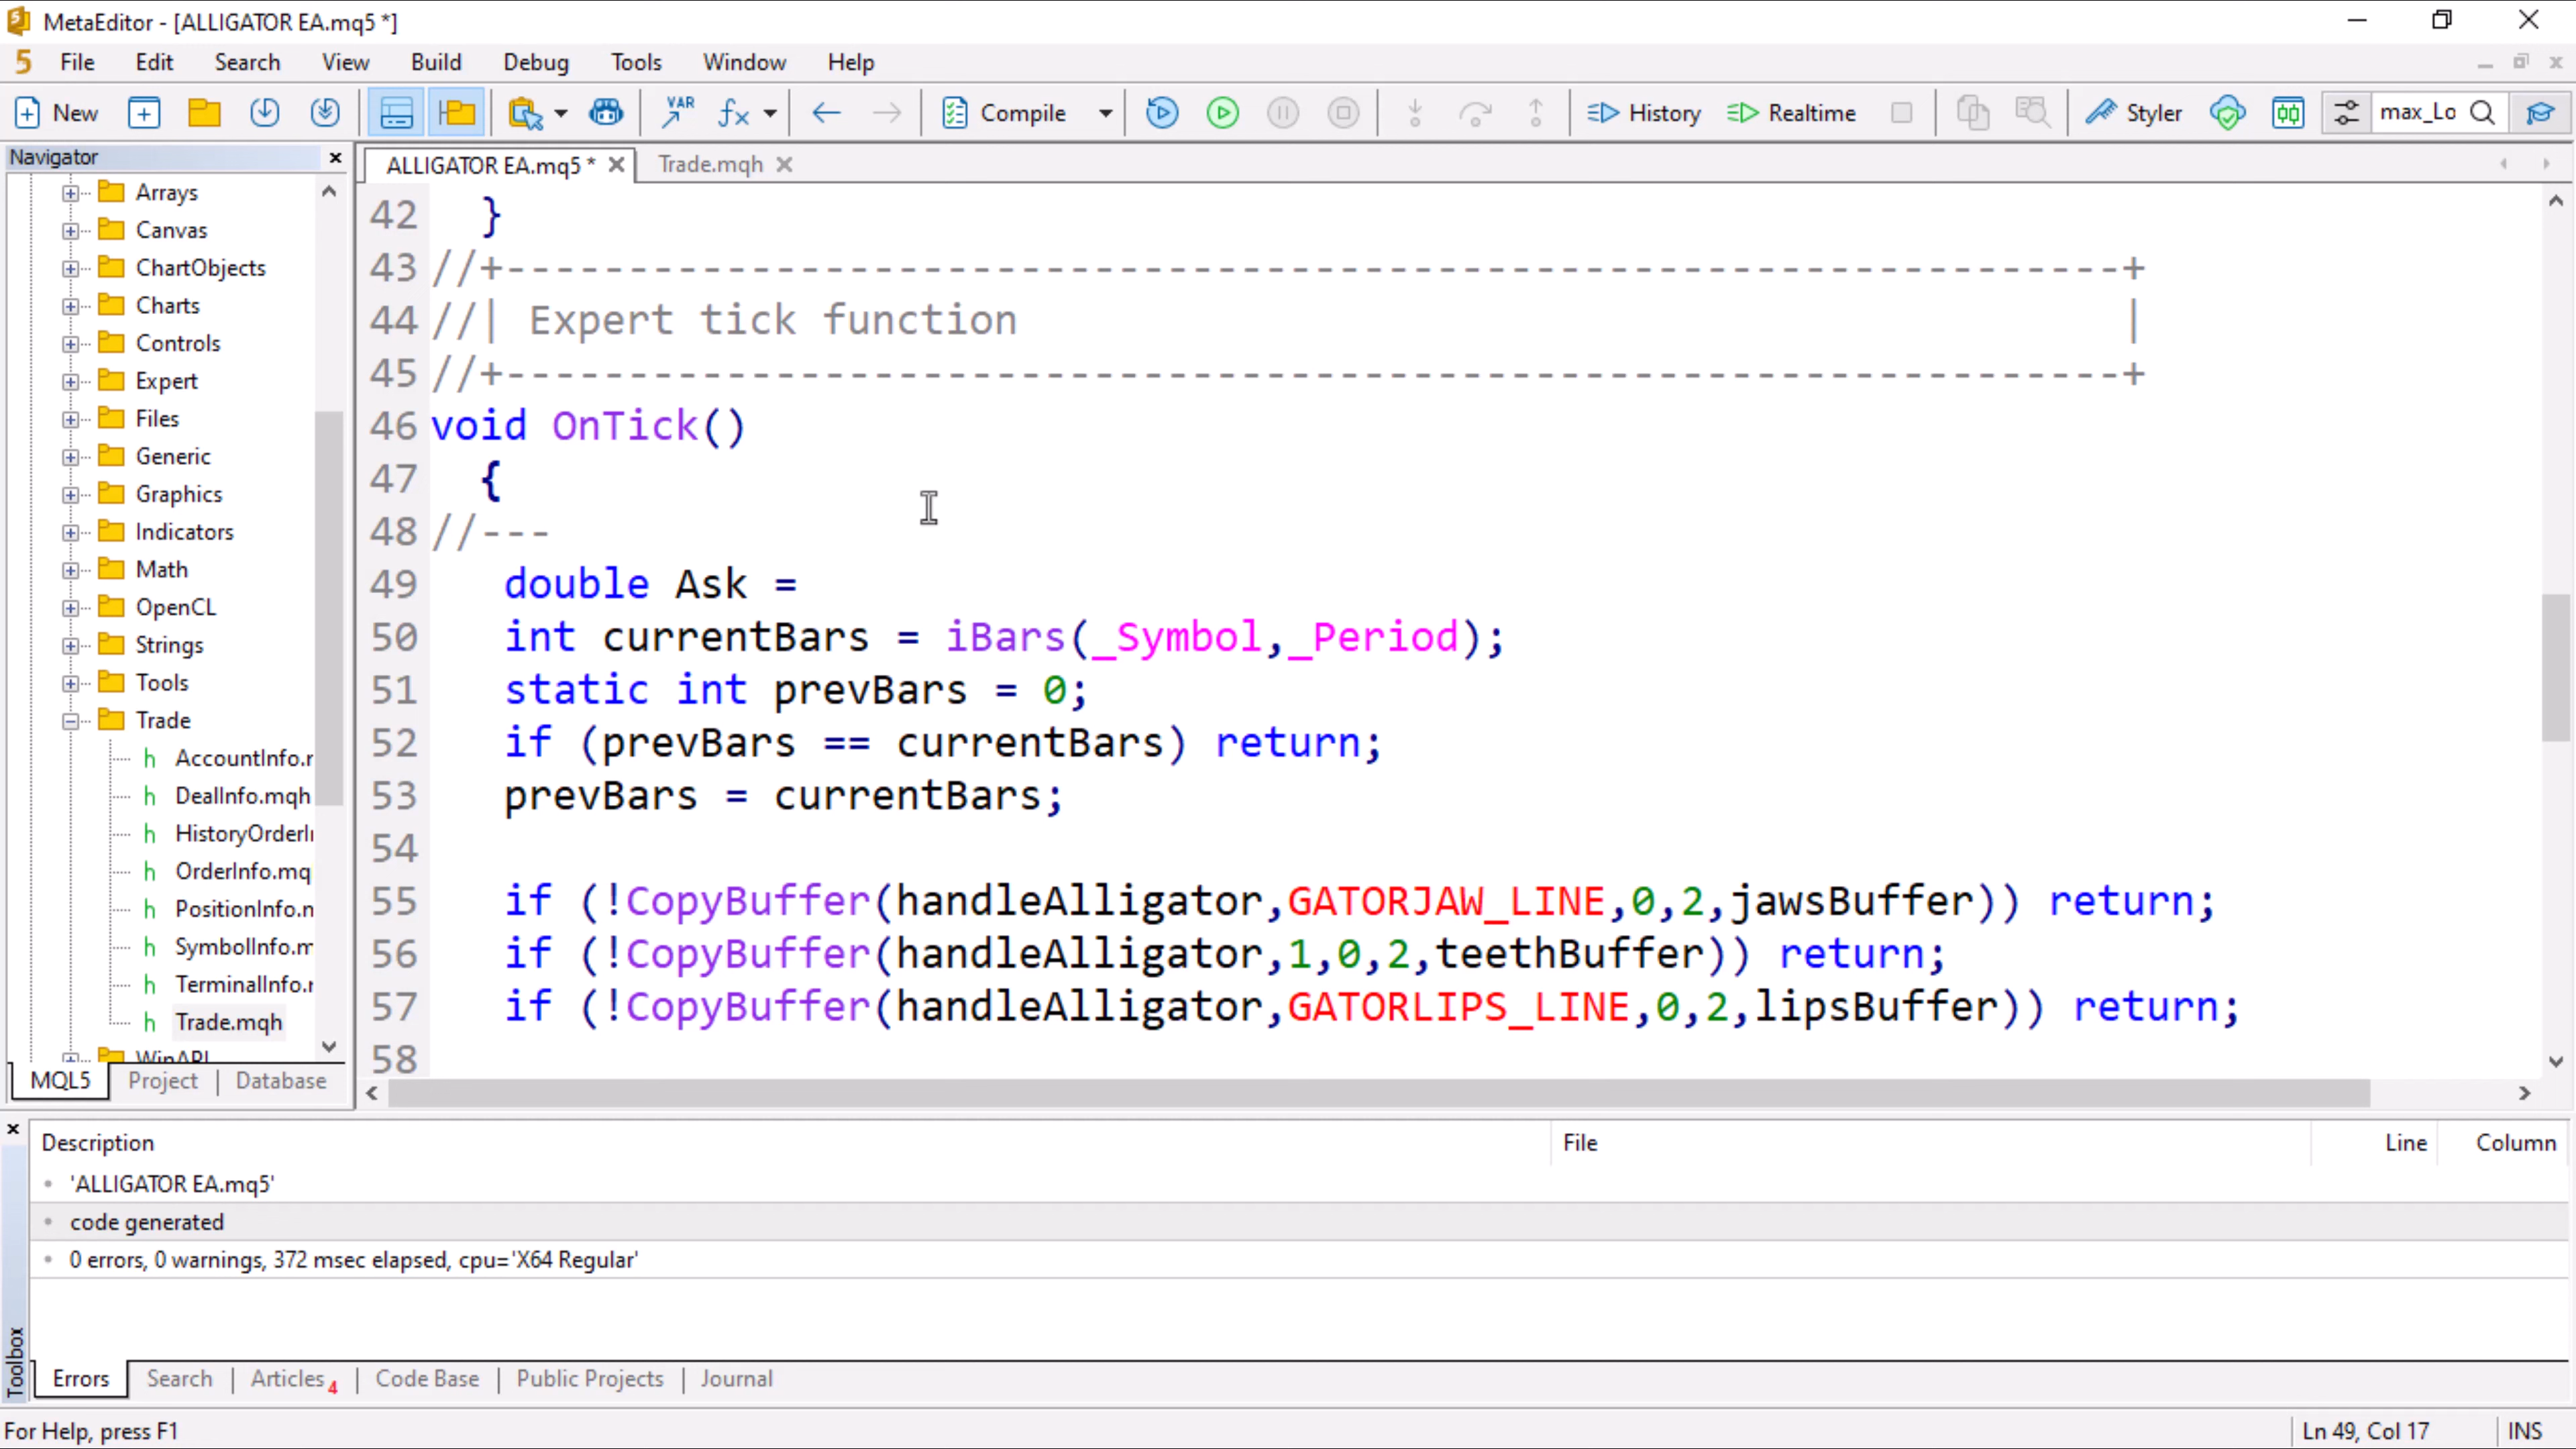 MetaEditor - [ALLIGATOR EA.mq5 *]
File Edit Search View Build Debug Tools Window Help
New VAR fx Compile History Realtime Styler max_Lo
Navigator
ALLIGATOR EA.mq5 * Trade.mqh
Arrays
Canvas
ChartObjects
Charts
Controls
Expert
Files
Generic
Graphics
Indicators
Math
OpenCL
Strings
Tools
Trade
AccountInfo.
DealInfo.mqh
HistoryOrderI
OrderInfo.mq
PositionInfo.
SymbolInfo.
TerminalInfo.
Trade.mqh
WinAPI
MQL5 Project Database
42 }
43 //+------------------------------------------------------------------+
44 //| Expert tick function |
45 //+------------------------------------------------------------------+
46 void OnTick()
47 {
48 //---
49 double Ask =
50 int currentBars = iBars(_Symbol,_Period);
51 static int prevBars = 0;
52 if (prevBars == currentBars) return;
53 prevBars = currentBars;
54
55 if (!CopyBuffer(handleAlligator,GATORJAW_LINE,0,2,jawsBuffer)) return;
56 if (!CopyBuffer(handleAlligator,1,0,2,teethBuffer)) return;
57 if (!CopyBuffer(handleAlligator,GATORLIPS_LINE,0,2,lipsBuffer)) return;
58
Description File Line Column
'ALLIGATOR EA.mq5'
code generated
0 errors, 0 warnings, 372 msec elapsed, cpu='X64 Regular'
Toolbox
Errors Search Articles 4 Code Base Public Projects Journal
For Help, press F1 Ln 49, Col 17 INS